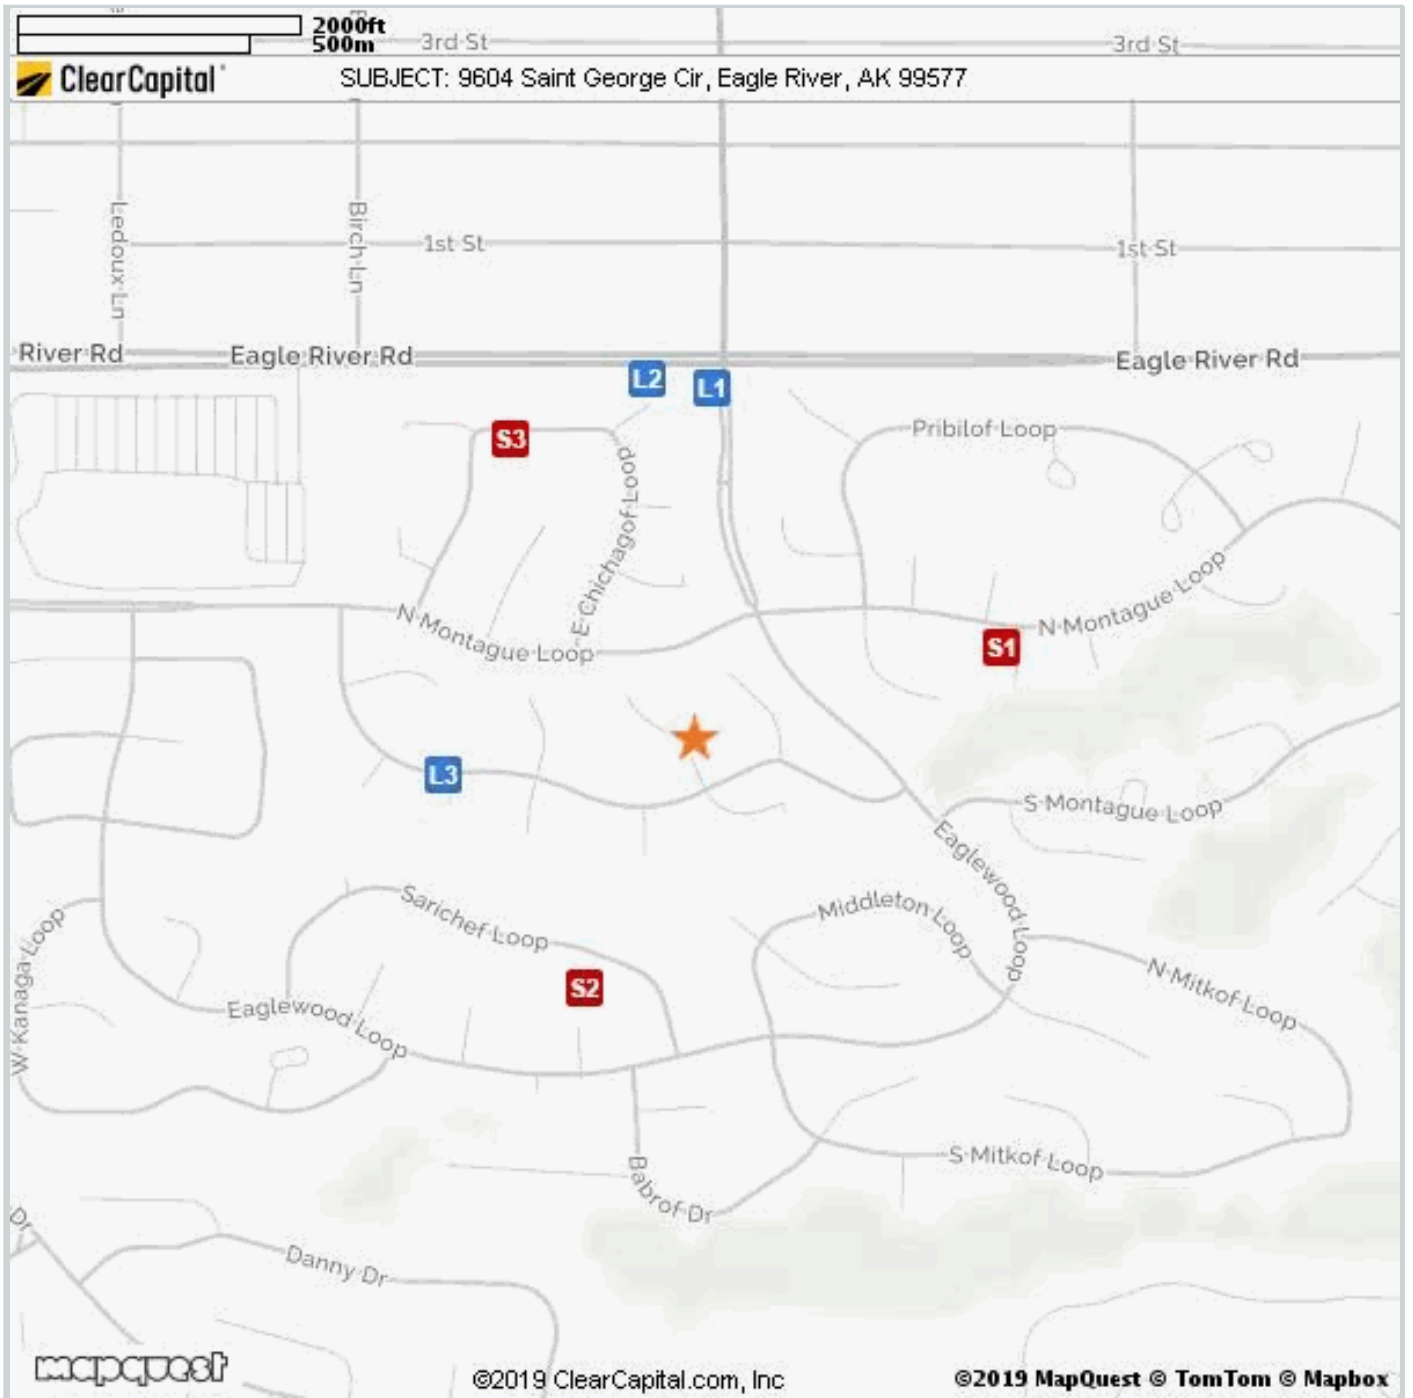 2000ft
500m
3rd St
3rd St
ClearCapital
SUBJECT: 9604 Saint George Cir, Eagle River, AK 99577
Ledoux Ln
Birch Ln
1st St
1st St
River Rd
Eagle River Rd
Eagle River Rd
L2
L1
S3
Pribilof Loop
E Chichagof Loop
N Montague Loop
N Montague Loop
S1
L3
S Montague Loop
Eaglewood Loop
Sarichef Loop
Middleton Loop
W Kanaga Loop
S2
N Mitkof Loop
Eaglewood Loop
S Mitkof Loop
Babrof Dr
Dr
Danny Dr
mapquest
©2019 ClearCapital.com, Inc
©2019 MapQuest © TomTom © Mapbox